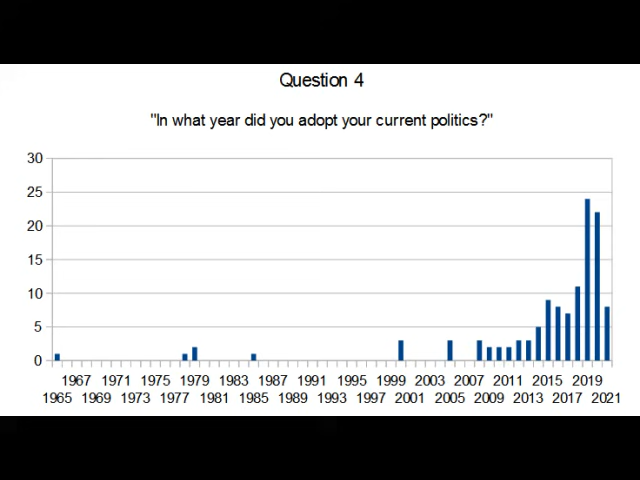 Question 4
"In what year did you adopt your current politics?"
30
25
20
15
10
5
0
1967 1971 1975 1979 1983 1987 1991 1995 1999 2003 2007 2011 2015 2019
1965 1969 1973 1977 1981 1985 1989 1993 1997 2001 2005 2009 2013 2017 2021